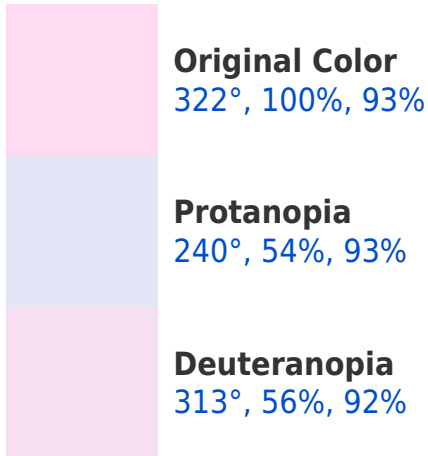 Original Color
322°, 100%, 93%
Protanopia
240°, 54%, 93%
Deuteranopia
313°, 56%, 92%